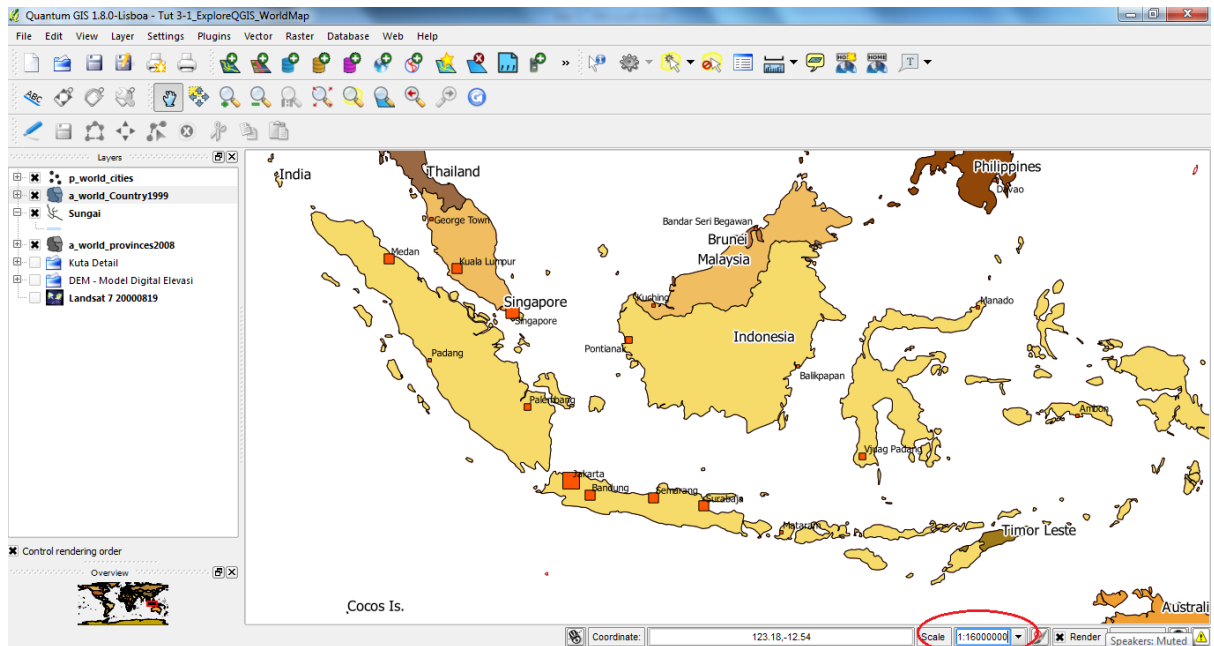 Quantum GIS 1.8.0-Lisboa - Tut 3-1_ExploreQGIS_WorldMap
File Edit View Layer Settings Plugins Vector Raster Database Web Help
Layers
p_world_cities
a_world_Country1999
Sungai
a_world_provinces2008
Kuta Detail
DEM - Model Digital Elevasi
Landsat 7 20000819
Control rendering order
Overview
India
Thailand
Philippines
Davao
George Town
Bandar Seri Begawan
Brunei
Malaysia
Medan
Kuala Lumpur
Kuching
Manado
Singapore
Singapore
Indonesia
Pontianak
Padang
Balikpapan
Palembang
Ambon
Vjuag Padang
Jakarta
Bandung
Semarang
Surabaja
Mataram
Timor Leste
Cocos Is.
Australi
Coordinate: 123.18,-12.54 Scale 1:16000000 Render
Speakers: Muted